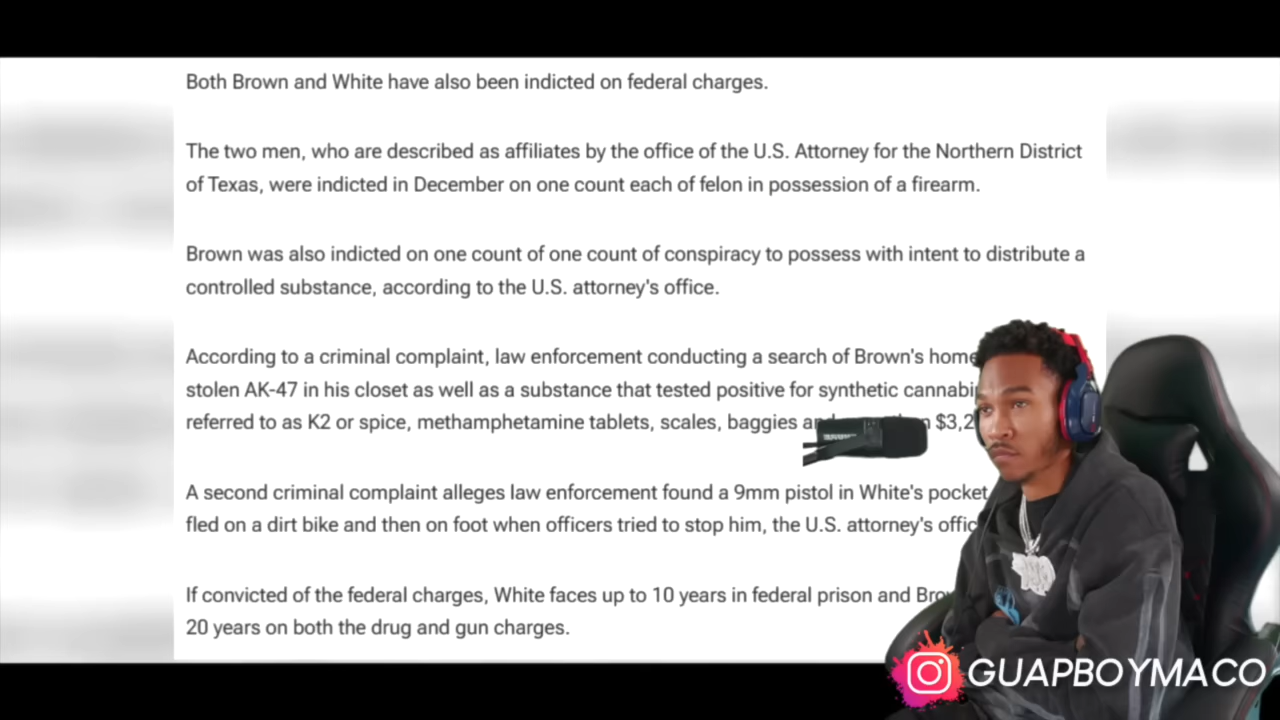 Both Brown and White have also been indicted on federal charges.
The two men, who are described as affiliates by the office of the U.S. Attorney for the Northern District
of Texas, were indicted in December on one count each of felon in possession of a firearm.
Brown was also indicted on one count of one count of conspiracy to possess with intent to distribute a
controlled substance, according to the U.S. attorney's office.
According to a criminal complaint, law enforcement conducting a search of Brown's home
stolen AK-47 in his closet as well as a substance that tested positive for synthetic
referred to as K2 or spice, methamphetamine tablets, scales, baggies
A second criminal complaint alleges law enforcement found a 9mm pistol in White's pocket
fled on a dirt bike and then on foot when officers tried to stop him, the U.S. attorney's
If convicted of the federal charges, White faces up to 10 years in federal prison and
20 years on both the drug and gun charges.
GUAPBOYMACO